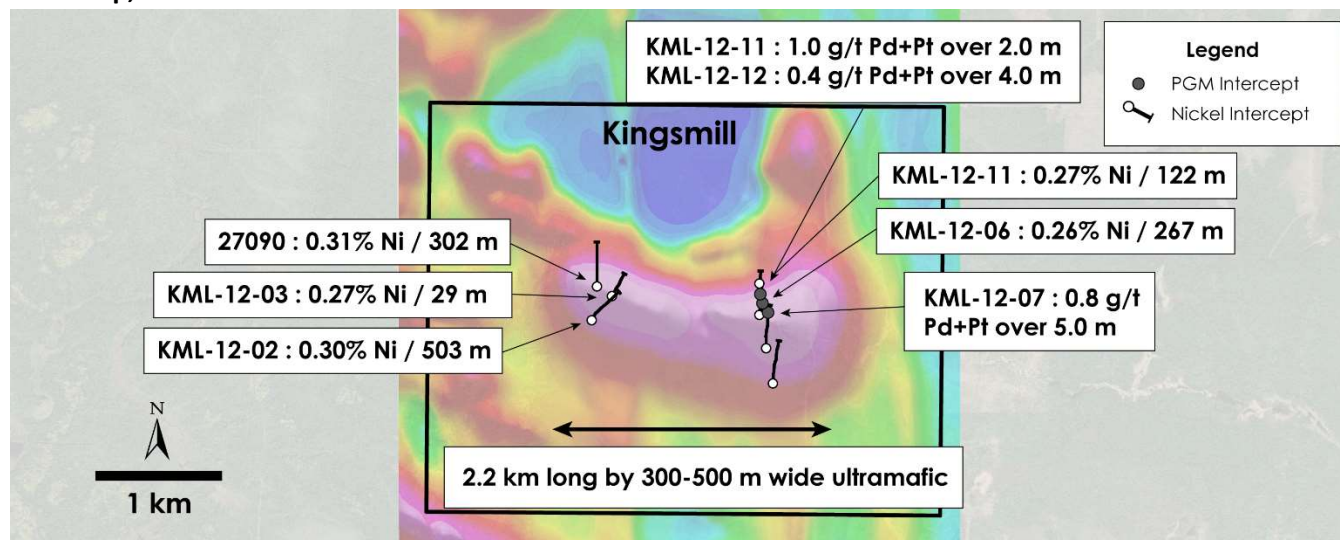 KML-12-11 : 1.0 g/t Pd+Pt over 2.0 m
KML-12-12 : 0.4 g/t Pd+Pt over 4.0 m
Legend
PGM Intercept
Nickel Intercept
Kingsmill
KML-12-11 : 0.27% Ni / 122 m
KML-12-06 : 0.26% Ni / 267 m
27090 : 0.31% Ni / 302 m
KML-12-03 : 0.27% Ni / 29 m
KML-12-07 : 0.8 g/t
Pd+Pt over 5.0 m
KML-12-02 : 0.30% Ni / 503 m
N
1 km
2.2 km long by 300-500 m wide ultramafic